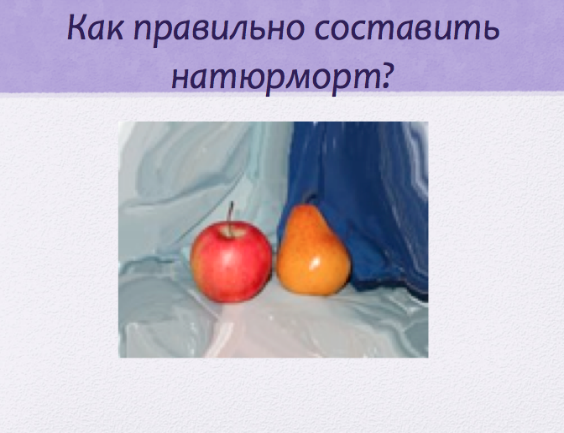 Как правильно составить
натюрморт?